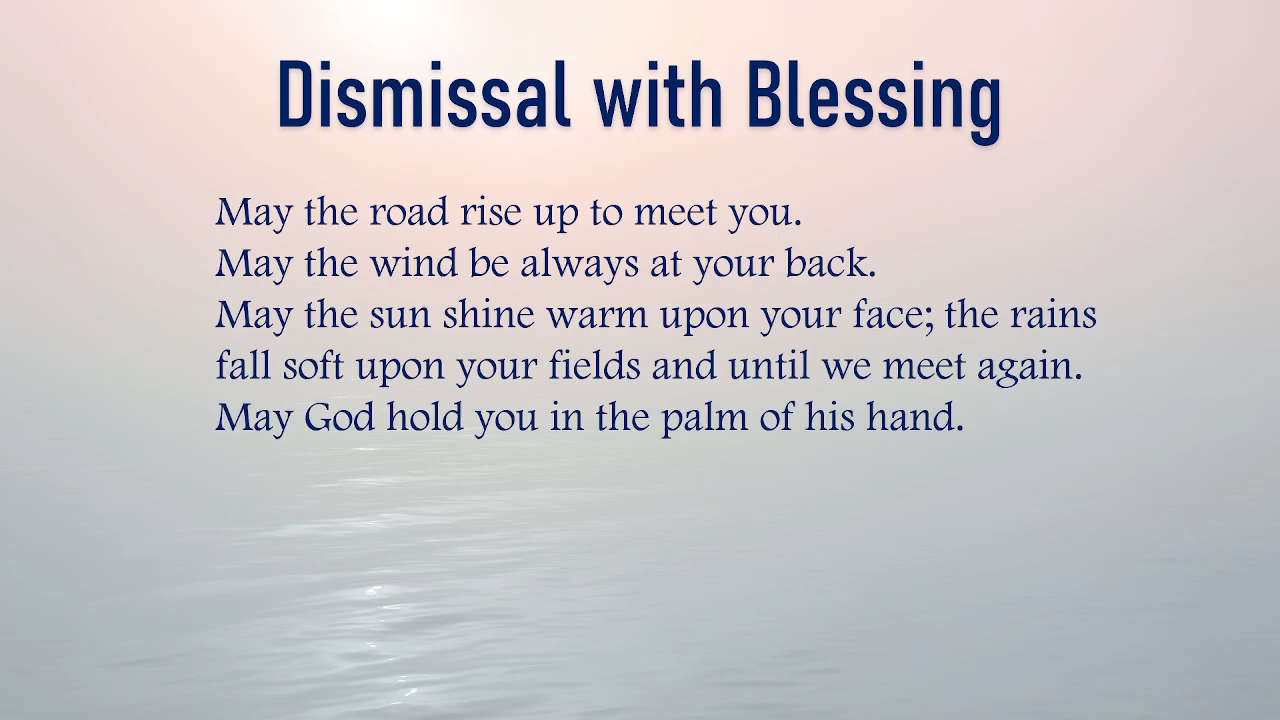 Dismissal with Blessing
May the road rise up to meet you.
May the wind be always at your back.
May the sun shine warm upon your face; the rains
fall soft upon your fields and until we meet again.
May God hold you in the palm of his hand.